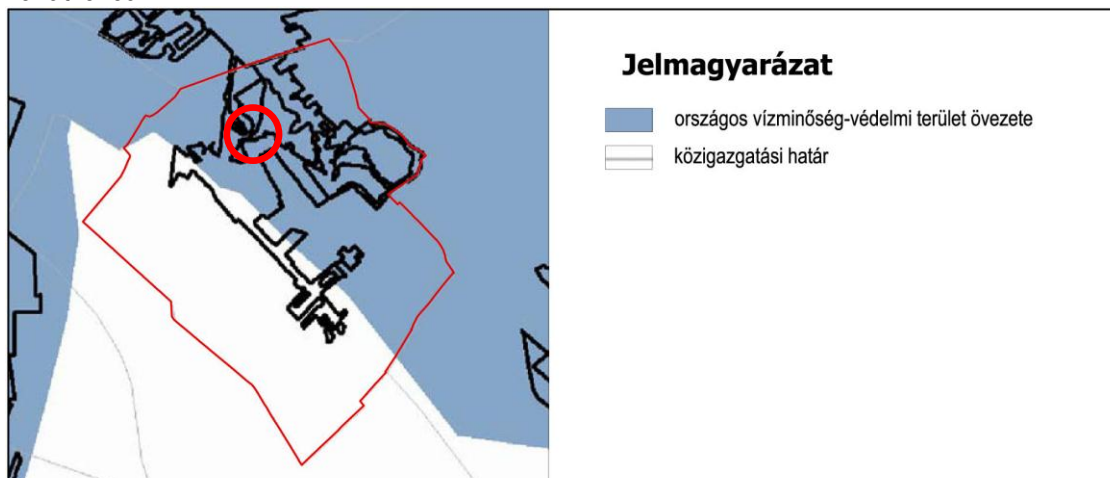 Jelmagyarázat
országos vízminőség-védelmi terület övezete
közigazgatási határ